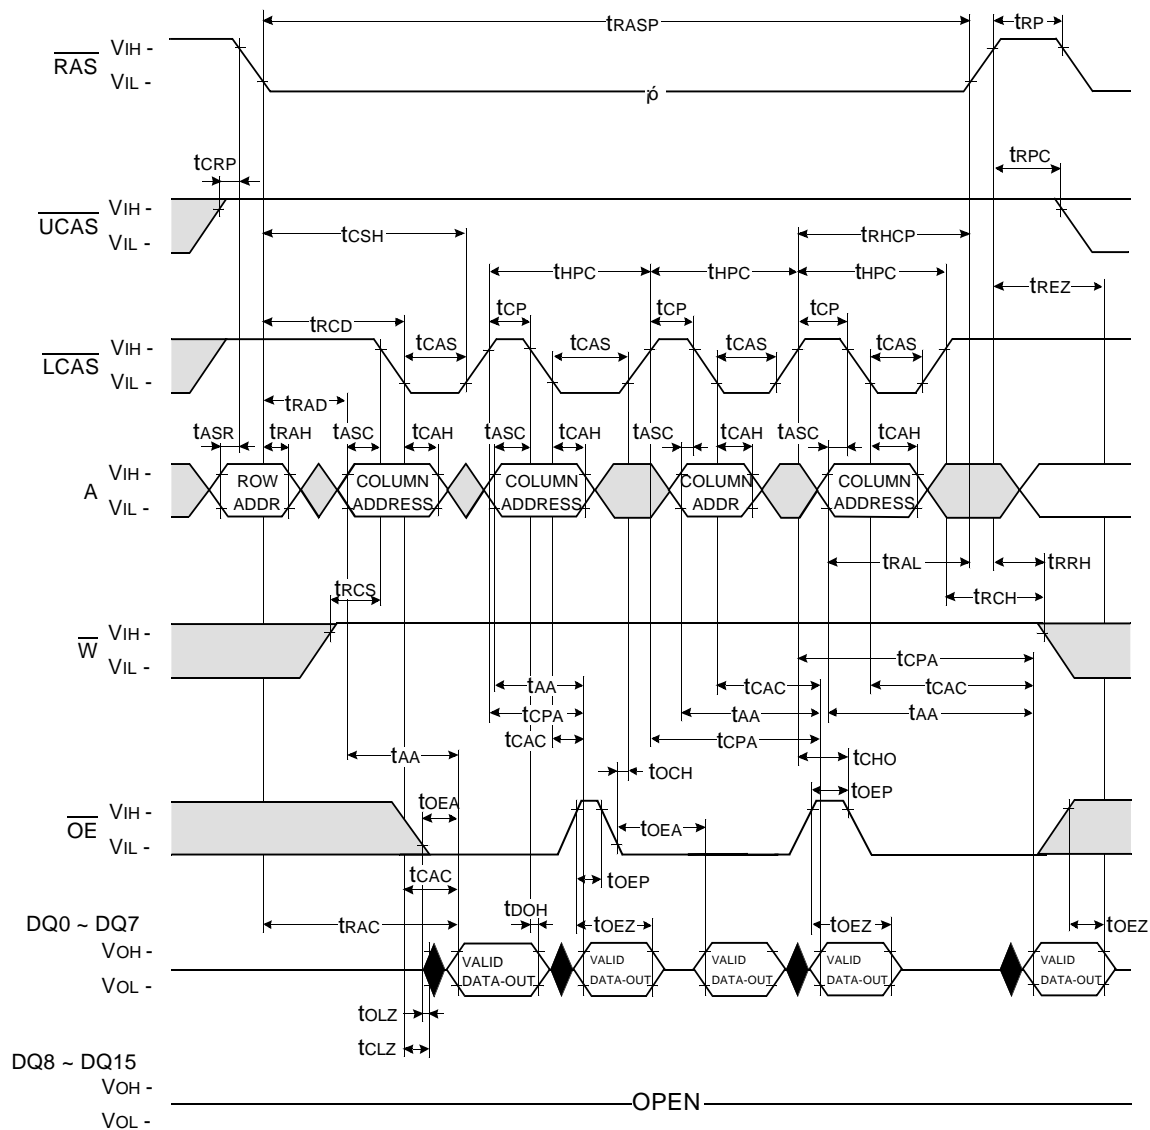 tRASP
tRP
VIH -
RAS
VIL -
ṕ
tCRP
tRPC
VIH -
UCAS
VIL -
tCSH
tRHCP
tHPC
tHPC
tHPC
tREZ
tRCD
tCP
tCP
tCP
tCAS
tCAS
tCAS
tCAS
VIH -
LCAS
VIL -
tRAD
tASR
tRAH
tASC
tCAH
tASC
tCAH
tASC
tCAH
tASC
tCAH
VIH -
A
VIL -
ROW
ADDR
COLUMN
ADDRESS
COLUMN
ADDRESS
COLUMN
ADDR
COLUMN
ADDRESS
tRAL
tRRH
tRCS
tRCH
VIH -
W
VIL -
tCPA
tAA
tCAC
tCAC
tCPA
tAA
tAA
tCAC
tCPA
tAA
tOCH
tCHO
tOEA
tOEP
VIH -
OE
VIL -
tOEA
tCAC
tOEP
tDOH
tRAC
tOEZ
tOEZ
tOEZ
DQ0 ~ DQ7
VOH -
VOL -
VALID
DATA-OUT
VALID
DATA-OUT
VALID
DATA-OUT
VALID
DATA-OUT
VALID
DATA-OUT
tOLZ
tCLZ
DQ8 ~ DQ15
VOH -
OPEN
VOL -